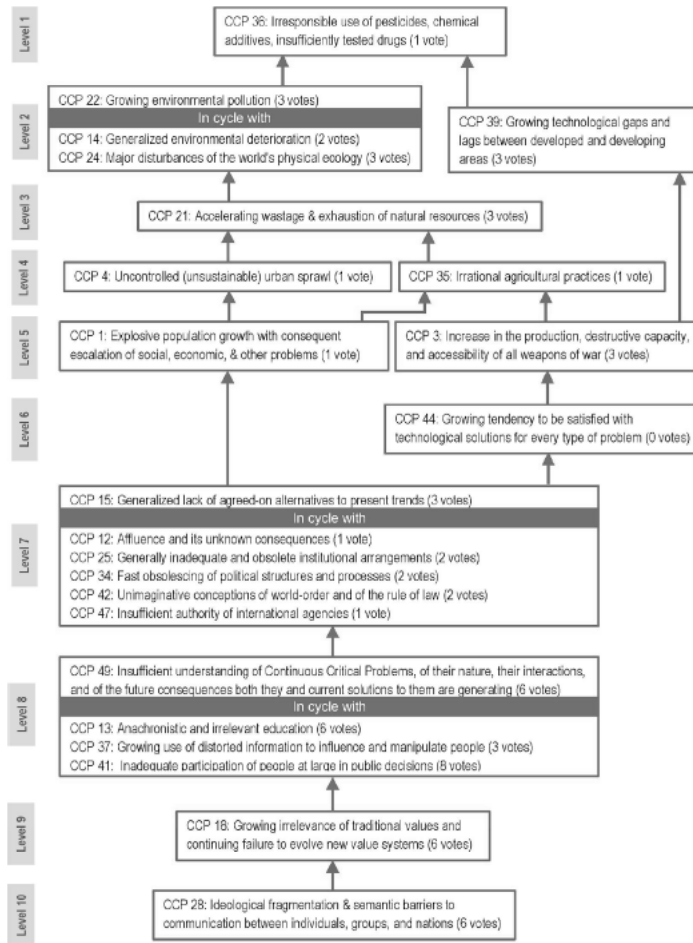 Level 1
CCP 36: Irresponsible use of pesticides, chemical
additives, insufficiently tested drugs (1 vote)
Level 2
CCP 22: Growing environmental pollution (3 votes)
In cycle with
CCP 14: Generalized environmental deterioration (2 votes)
CCP 24: Major disturbances of the world's physical ecology (3 votes)
CCP 39: Growing technological gaps and
lags between developed and developing
areas (3 votes)
Level 3
CCP 21: Accelerating wastage & exhaustion of natural resources (3 votes)
Level 4
CCP 4: Uncontrolled (unsustainable) urban sprawl (1 vote)
CCP 35: Irrational agricultural practices (1 vote)
Level 5
CCP 1: Explosive population growth with consequent
escalation of social, economic, & other problems (1 vote)
CCP 3: Increase in the production, destructive capacity,
and accessibility of all weapons of war (3 votes)
Level 6
CCP 44: Growing tendency to be satisfied with
technological solutions for every type of problem (0 votes)
Level 7
CCP 15: Generalized lack of agreed-on alternatives to present trends (3 votes)
In cycle with
CCP 12: Affluence and its unknown consequences (1 vote)
CCP 25: Generally inadequate and obsolete institutional arrangements (2 votes)
CCP 34: Fast obsolescing of political structures and processes (2 votes)
CCP 42: Unimaginative conceptions of world-order and of the rule of law (2 votes)
CCP 47: Insufficient authority of international agencies (1 vote)
Level 8
CCP 49: Insufficient understanding of Continuous Critical Problems, of their nature, their interactions,
and of the future consequences both they and current solutions to them are generating (6 votes)
In cycle with
CCP 13: Anachronistic and irrelevant education (6 votes)
CCP 37: Growing use of distorted information to influence and manipulate people (3 votes)
CCP 41: Inadequate participation of people at large in public decisions (8 votes)
Level 9
CCP 18: Growing irrelevance of traditional values and
continuing failure to evolve new value systems (6 votes)
Level 10
CCP 28: Ideological fragmentation & semantic barriers to
communication between individuals, groups, and nations (6 votes)